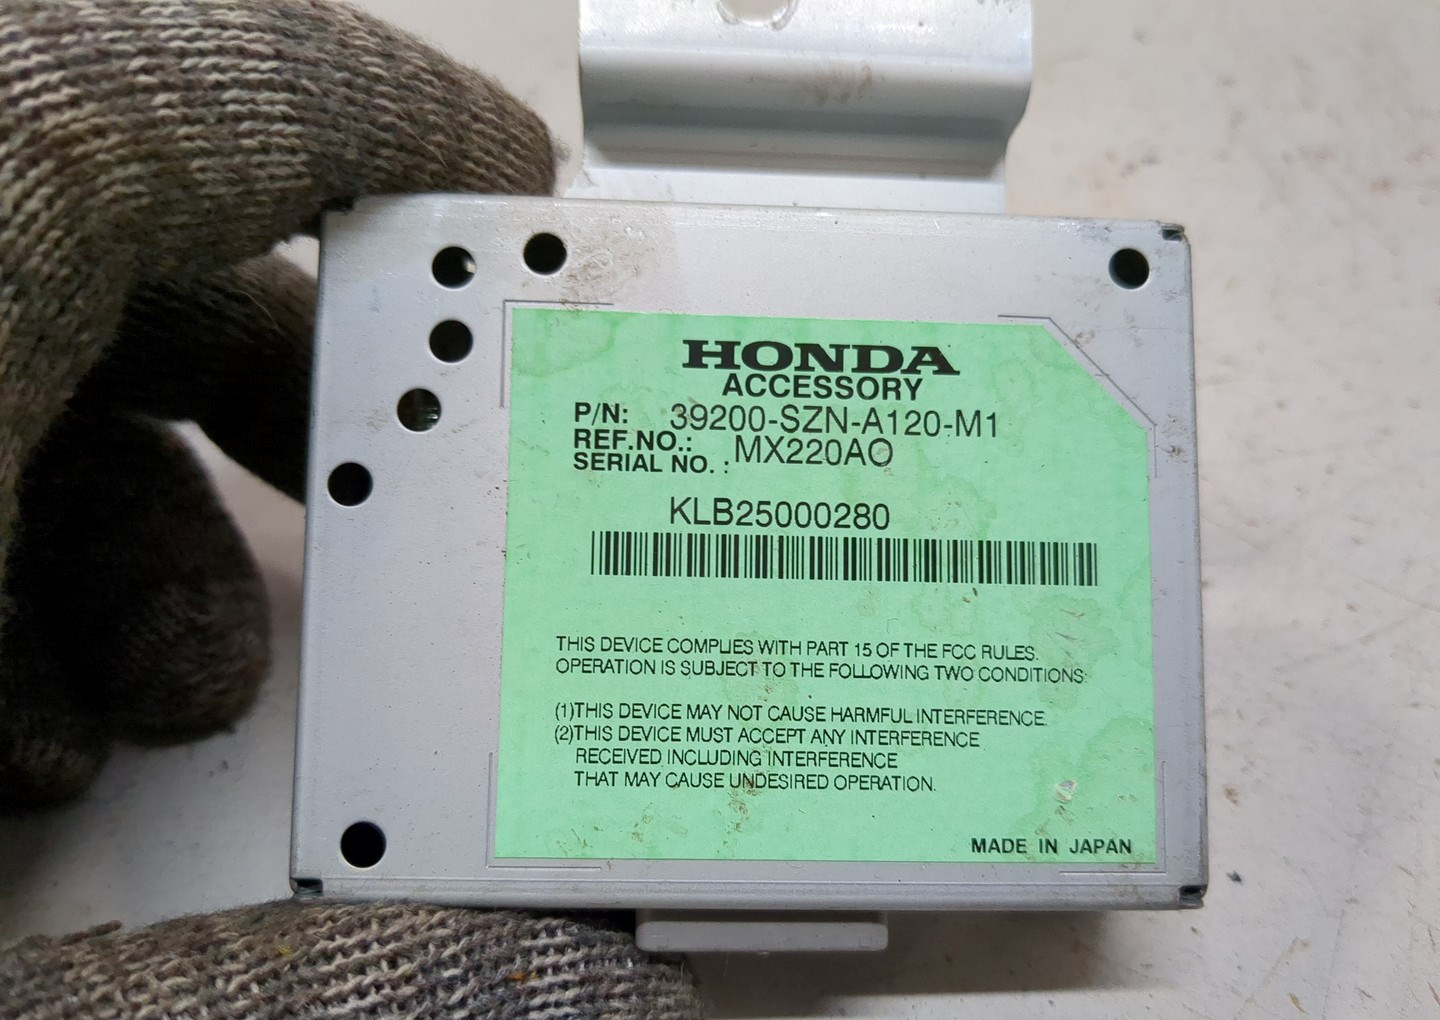 HONDA
ACCESSORY
P/N: 39200-SZN-A120-M1
REF.NO.: MX220AO
SERIAL NO. :
KLB25000280
THIS DEVICE COMPLIES WITH PART 15 OF THE FCC RULES.
OPERATION IS SUBJECT TO THE FOLLOWING TWO CONDITIONS:
(1)THIS DEVICE MAY NOT CAUSE HARMFUL INTERFERENCE.
(2)THIS DEVICE MUST ACCEPT ANY INTERFERENCE
RECEIVED INCLUDING INTERFERENCE
THAT MAY CAUSE UNDESIRED OPERATION.
MADE IN JAPAN